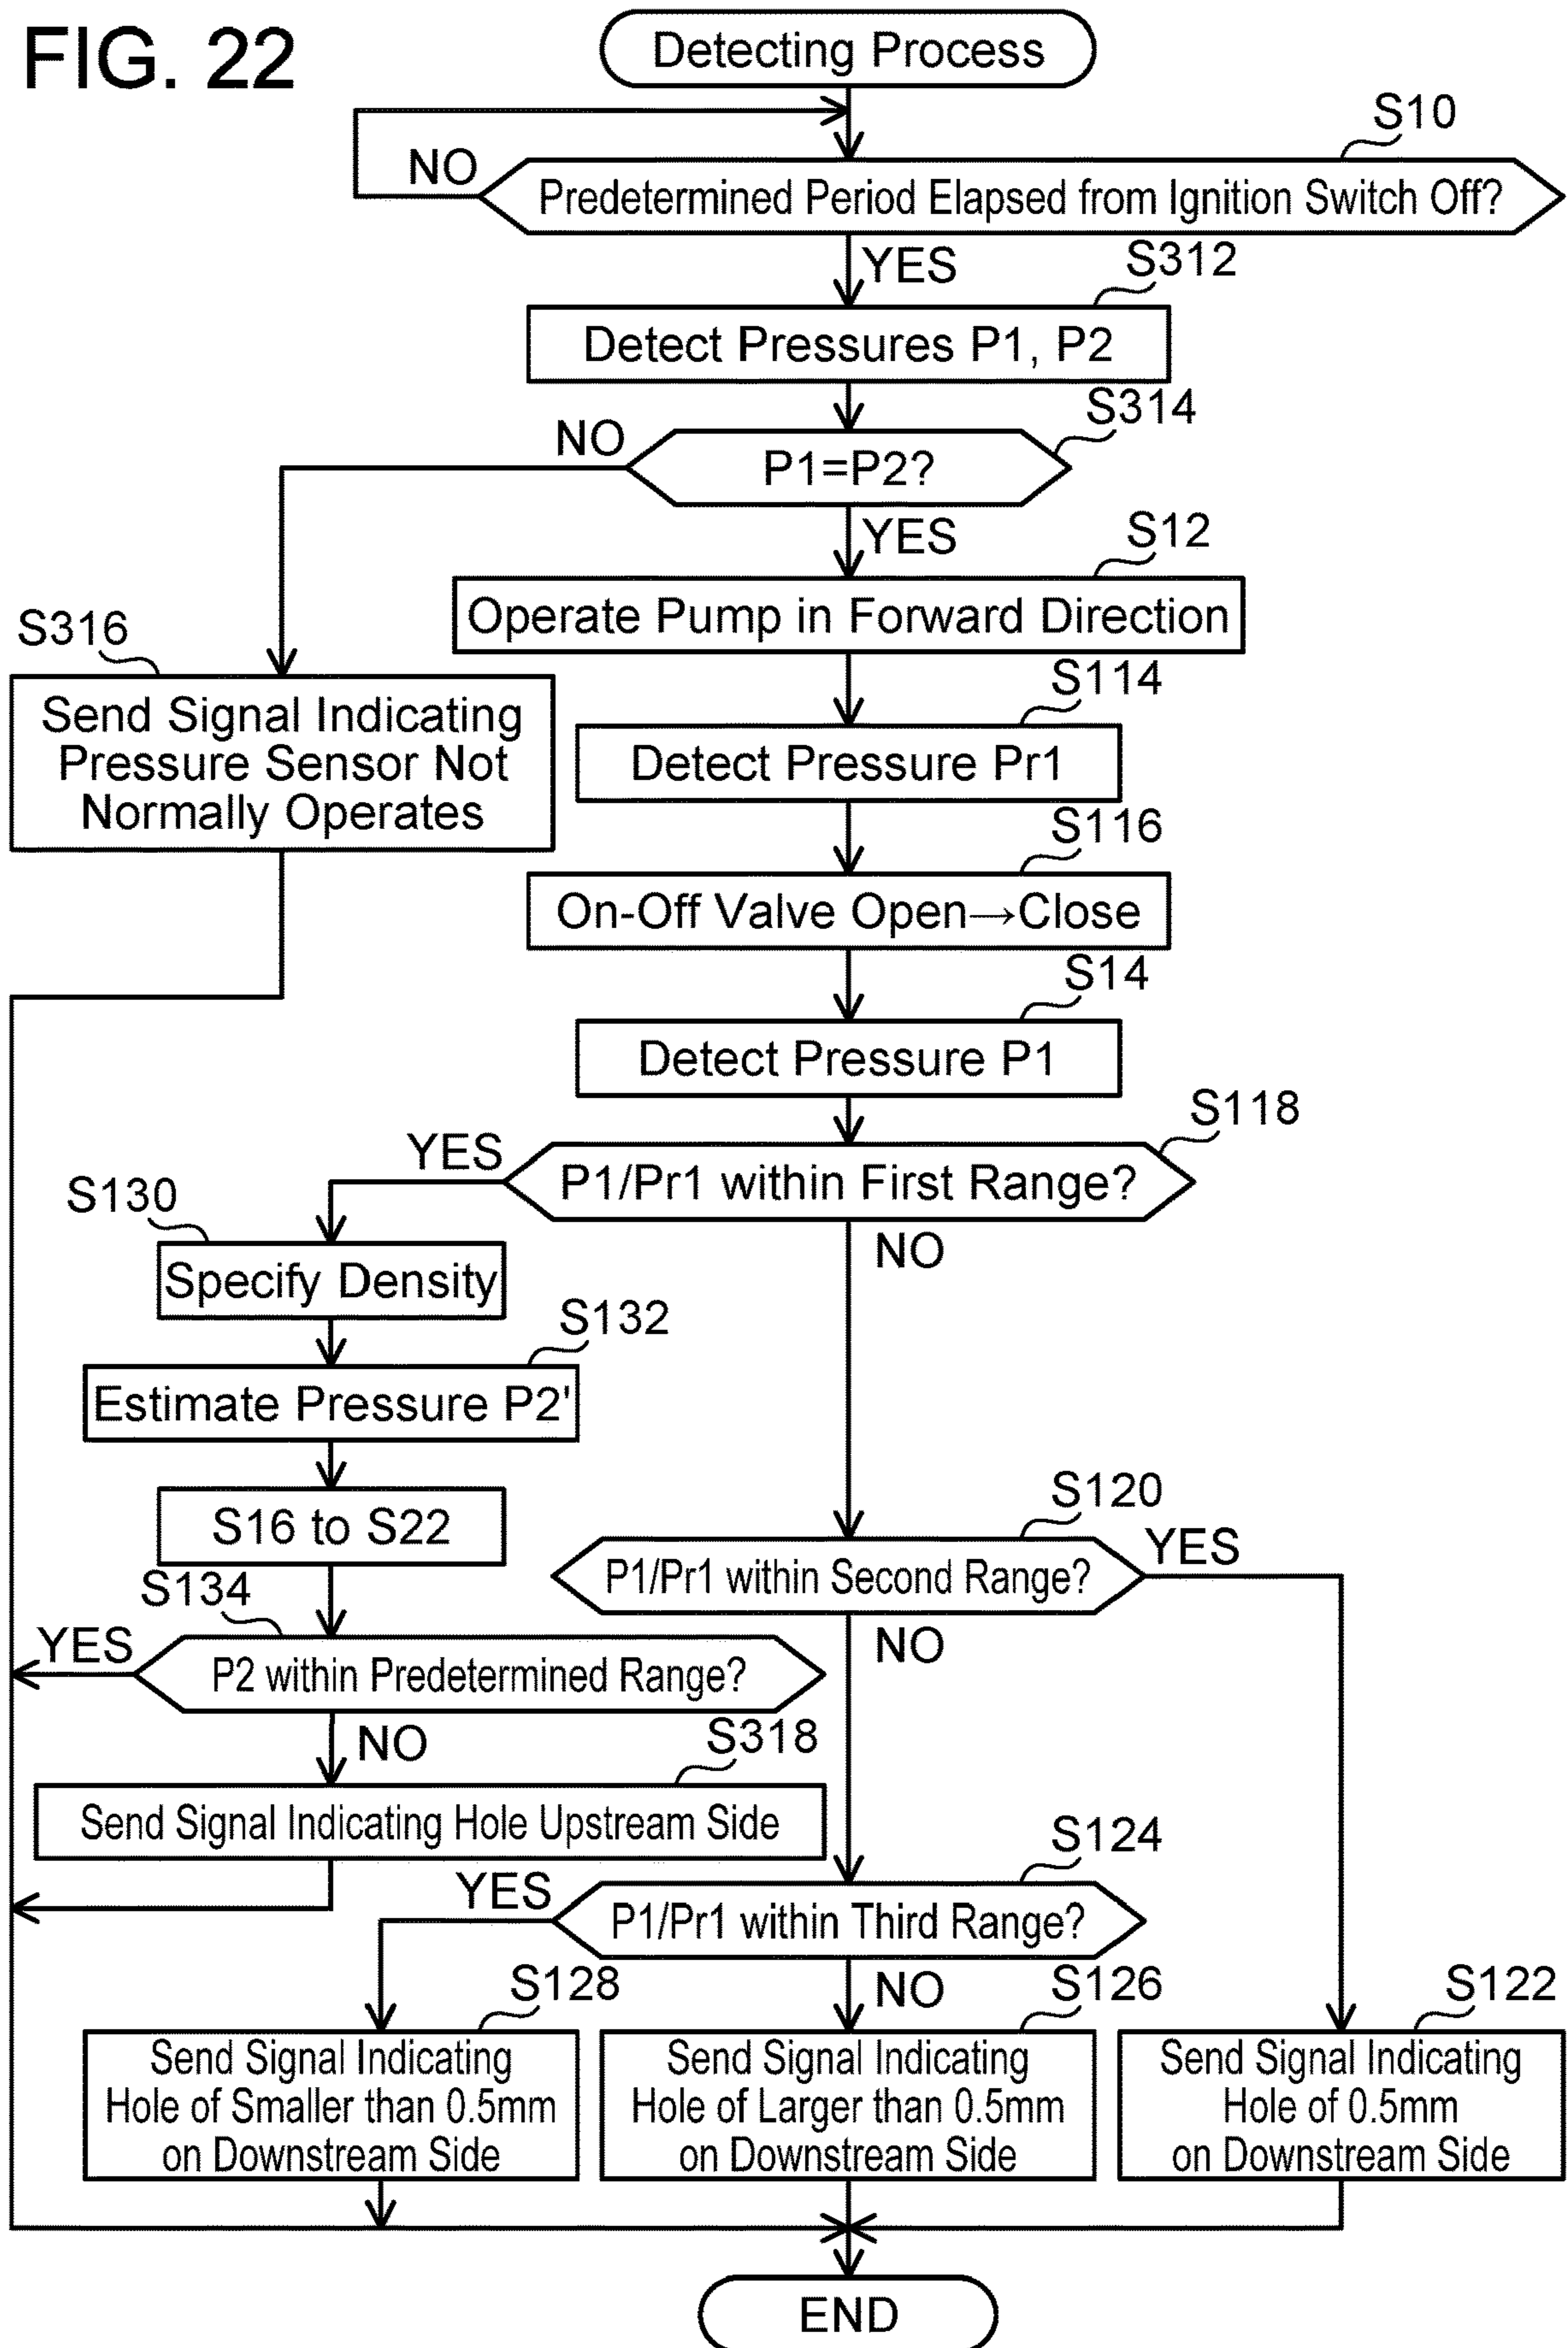 FIG. 22
Detecting Process
S10
NO
Predetermined Period Elapsed from Ignition Switch Off?
YES
S312
Detect Pressures P1, P2
S314
NO
P1=P2?
YES
S12
Operate Pump in Forward Direction
S316
Send Signal Indicating
Pressure Sensor Not
Normally Operates
S114
Detect Pressure Pr1
S116
On-Off Valve Open→Close
S14
Detect Pressure P1
S118
YES
P1/Pr1 within First Range?
NO
S130
Specify Density
S132
Estimate Pressure P2'
S16 to S22
S120
P1/Pr1 within Second Range?
YES
NO
S134
YES
P2 within Predetermined Range?
NO
S318
Send Signal Indicating Hole Upstream Side
S124
YES
P1/Pr1 within Third Range?
NO
S128
Send Signal Indicating
Hole of Smaller than 0.5mm
on Downstream Side
S126
Send Signal Indicating
Hole of Larger than 0.5mm
on Downstream Side
S122
Send Signal Indicating
Hole of 0.5mm
on Downstream Side
END